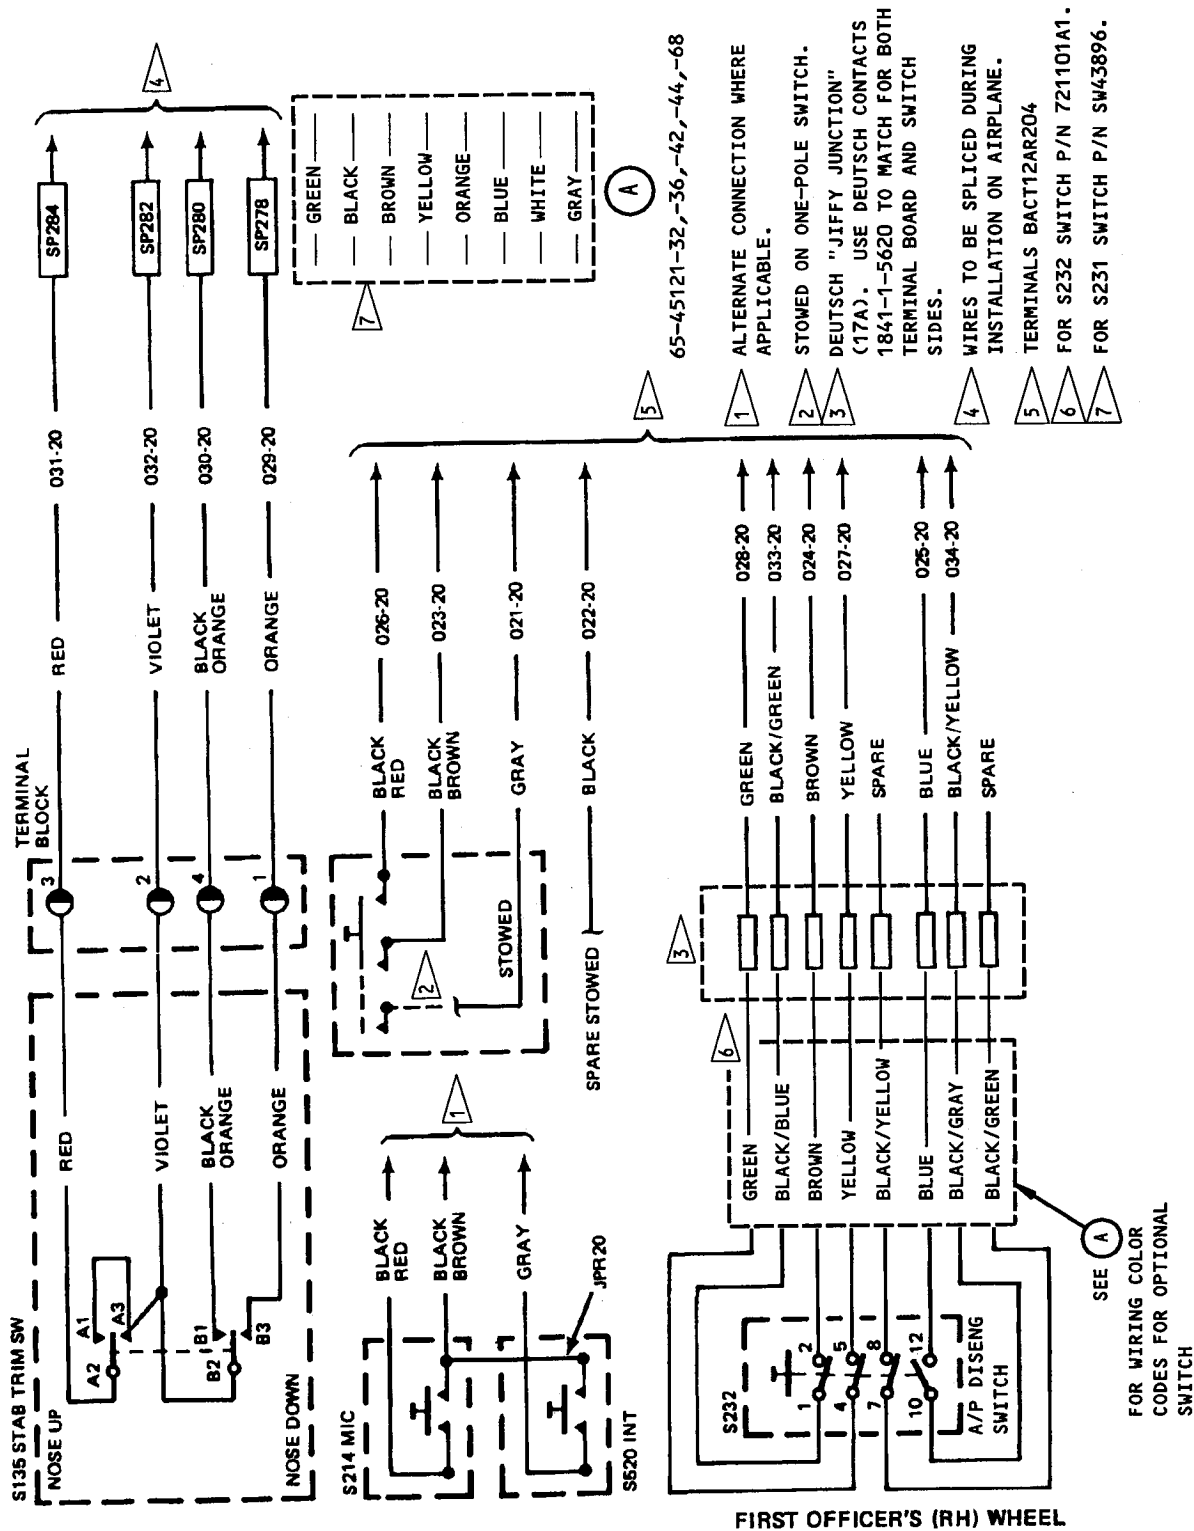 S135 STAB TRIM SW
NOSE UP
NOSE DOWN
A1
A2
A3
B1
B2
B3
RED
VIOLET
BLACK
ORANGE
ORANGE
TERMINAL
BLOCK
3
2
4
1
RED
VIOLET
BLACK
ORANGE
ORANGE
031-20
032-20
030-20
029-20
SP284
SP282
SP280
SP278
4
GREEN
BLACK
BROWN
YELLOW
ORANGE
BLUE
WHITE
GRAY
7
A
S214 MIC
S520 INT
JPR20
BLACK
RED
BLACK
BROWN
GRAY
1
2
STOWED
SPARE STOWED
BLACK
RED
BLACK
BROWN
GRAY
BLACK
026-20
023-20
021-20
022-20
5
S232
1
2
4
5
7
8
10
12
A/P DISENG
SWITCH
GREEN
BLACK/BLUE
BROWN
YELLOW
BLACK/YELLOW
BLUE
BLACK/GRAY
BLACK/GREEN
6
3
GREEN
BLACK/GREEN
BROWN
YELLOW
SPARE
BLUE
BLACK/YELLOW
SPARE
028-20
033-20
024-20
027-20
025-20
034-20
SEE A
FOR WIRING COLOR
CODES FOR OPTIONAL
SWITCH
FIRST OFFICER'S (RH) WHEEL
65-45121-32,-36,-42,-44,-68
1 ALTERNATE CONNECTION WHERE
APPLICABLE.
2 STOWED ON ONE-POLE SWITCH.
3 DEUTSCH "JIFFY JUNCTION"
(17A). USE DEUTSCH CONTACTS
1841-1-5620 TO MATCH FOR BOTH
TERMINAL BOARD AND SWITCH
SIDES.
4 WIRES TO BE SPLICED DURING
INSTALLATION ON AIRPLANE.
5 TERMINALS BACT12AR204
6 FOR S232 SWITCH P/N 721101A1.
7 FOR S231 SWITCH P/N SW43896.